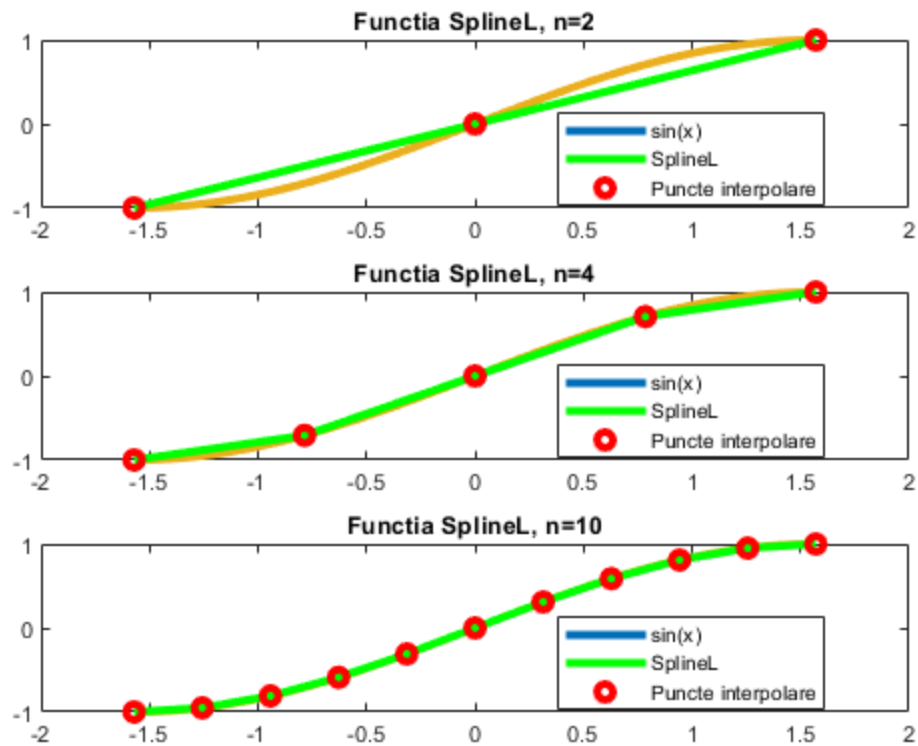 Functia SplineL, n=2
1
0
-1
sin(x)
SplineL
Puncte interpolare
-2 -1.5 -1 -0.5 0 0.5 1 1.5 2
Functia SplineL, n=4
1
0
-1
sin(x)
SplineL
Puncte interpolare
-2 -1.5 -1 -0.5 0 0.5 1 1.5 2
Functia SplineL, n=10
1
0
-1
sin(x)
SplineL
Puncte interpolare
-2 -1.5 -1 -0.5 0 0.5 1 1.5 2